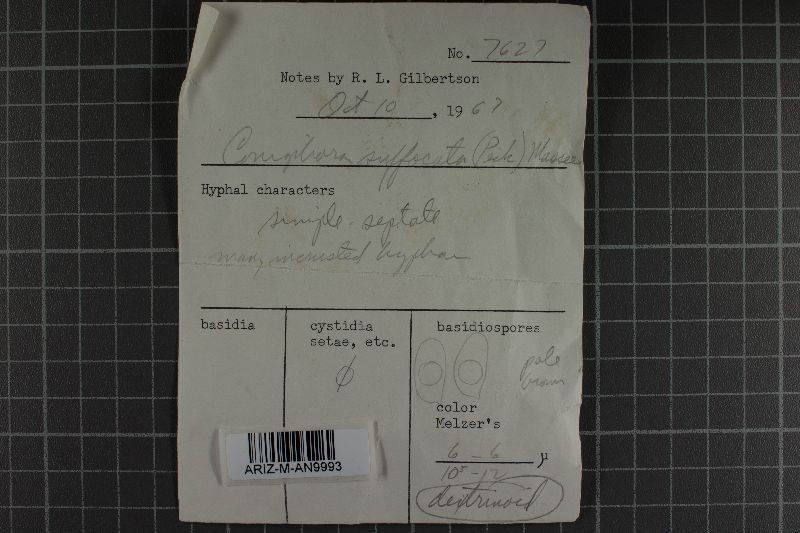 No. 7627
Notes by R. L. Gilbertson
Oct 10, 1967
Coniophora suffocata (Peck) Massee
Hyphal characters
simple-septate
many incrusted hyphae
basidia
cystidia
setae, etc.
φ
basidiospores
pale
brown
color
Melzer's
6 - 6 µ
10⁵ - 12
dextrinoid
ARIZ-M-AN9993